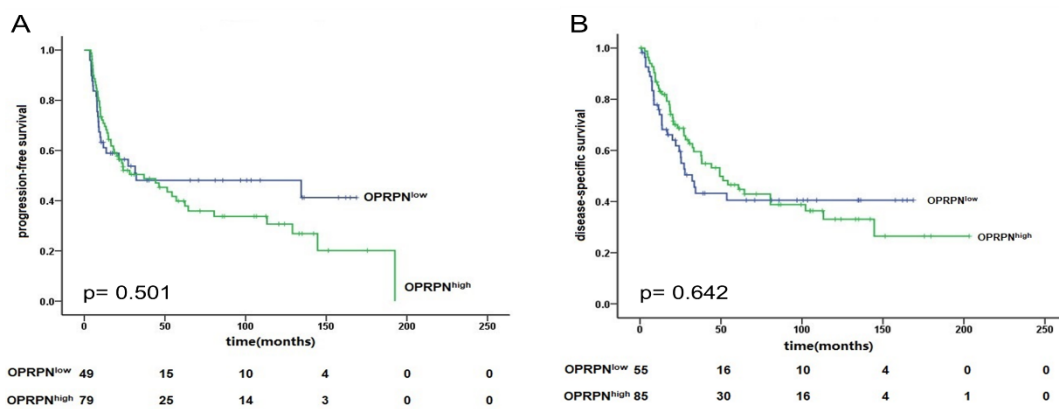 A
progression-free survival
1.0
0.8
0.6
0.4
0.2
0.0
OPRPNlow
OPRPNhigh
p= 0.501
0 50 100 150 200 250
time(months)
OPRPNlow 49 15 10 4 0 0
OPRPNhigh 79 25 14 3 0 0
B
disease-specific survival
1.0
0.8
0.6
0.4
0.2
0.0
OPRPNlow
OPRPNhigh
p= 0.642
0 50 100 150 200 250
time(months)
OPRPNlow 55 16 10 4 0 0
OPRPNhigh 85 30 16 4 1 0